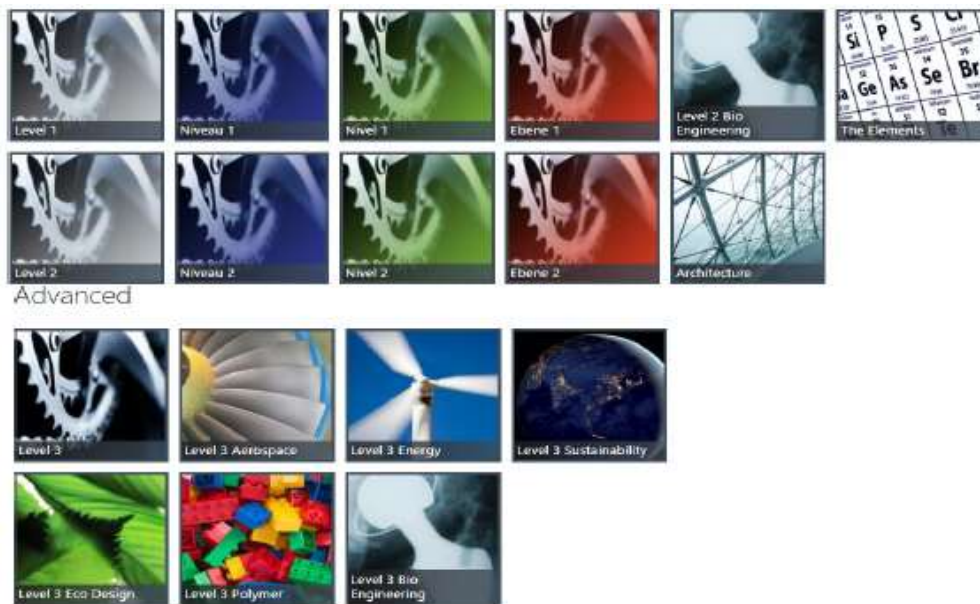 Level 1
Niveau 1
Nivel 1
Ebene 1
Level 2 Bio
Engineering
Si P S Cl
Ge As Se Br
Te
The Elements
Level 2
Niveau 2
Nivel 2
Ebene 2
Architecture
Advanced
Level 3
Level 3 Aerospace
Level 3 Energy
Level 3 Sustainability
Level 3 Eco Design
Level 3 Polymer
Level 3 Bio
Engineering